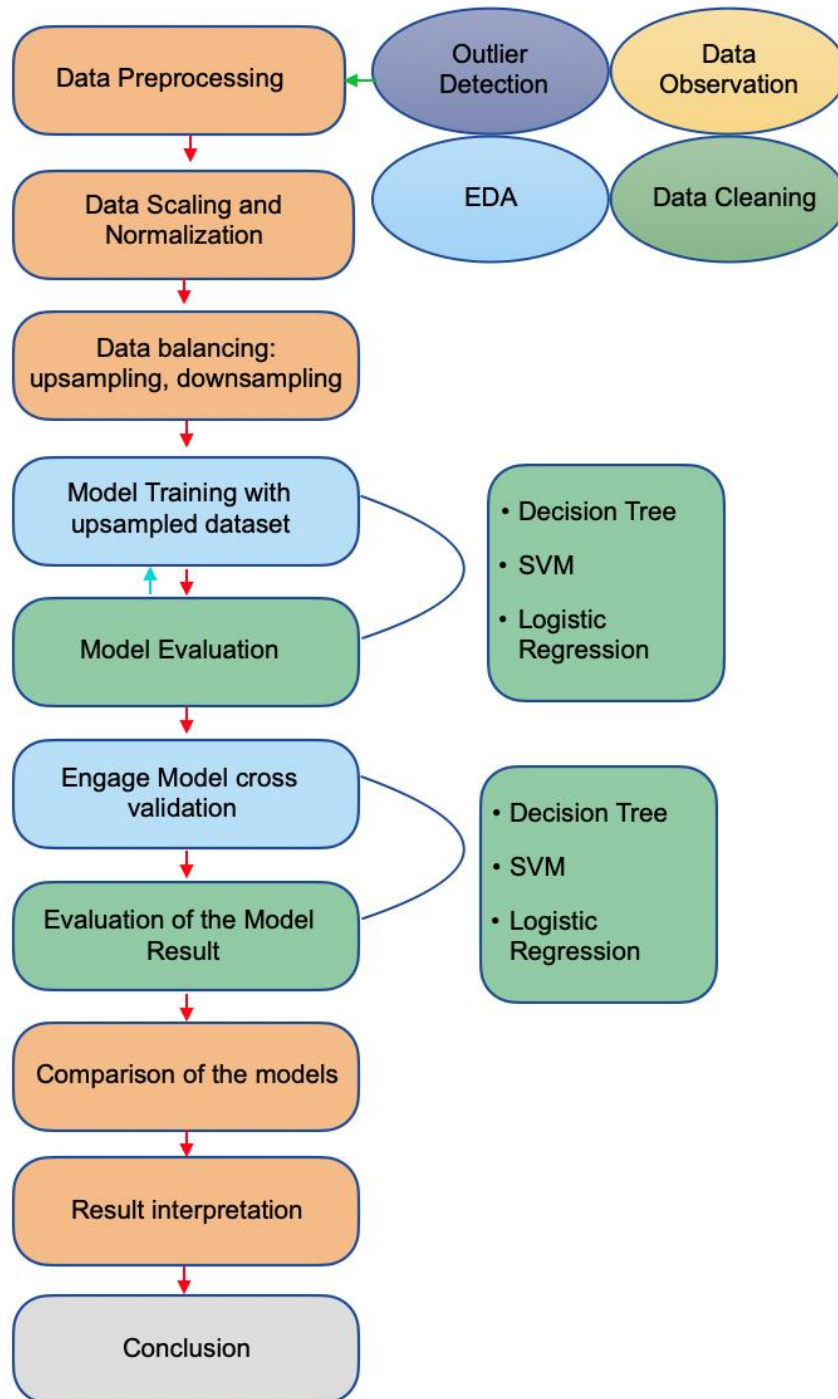 Data Preprocessing
Outlier
Detection
Data
Observation
EDA
Data Cleaning
Data Scaling and
Normalization
Data balancing:
upsampling, downsampling
Model Training with
upsampled dataset
• Decision Tree
• SVM
• Logistic
Regression
Model Evaluation
Engage Model cross
validation
• Decision Tree
• SVM
• Logistic
Regression
Evaluation of the Model
Result
Comparison of the models
Result interpretation
Conclusion